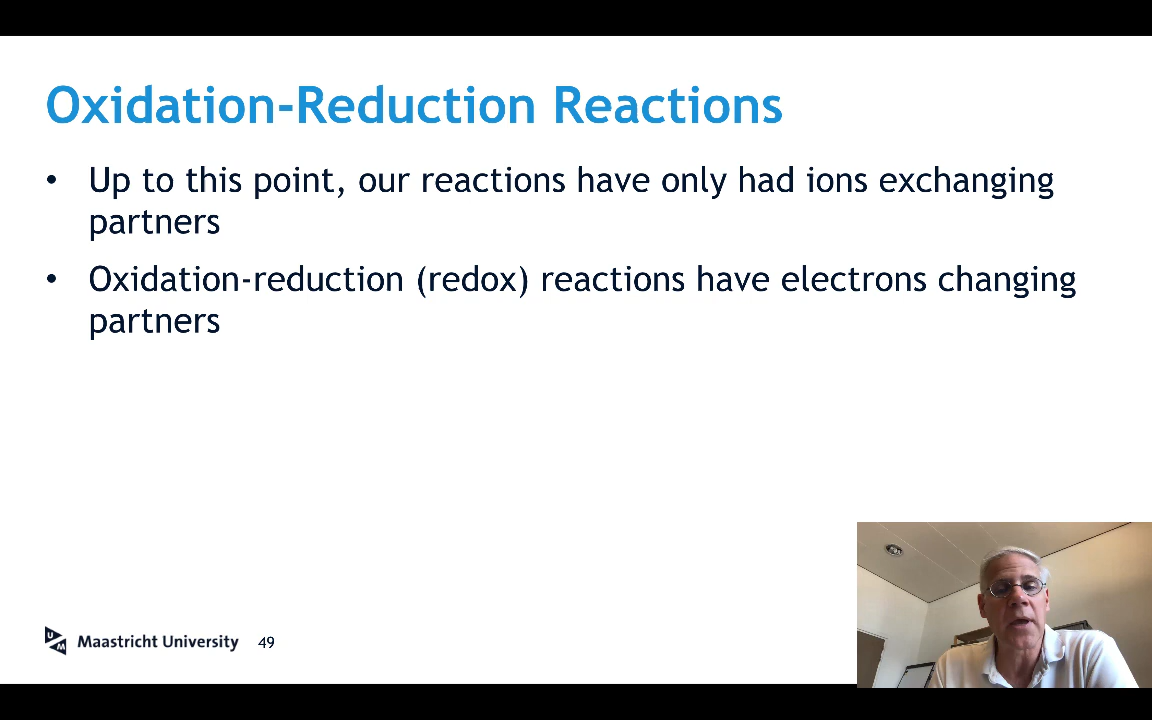 Oxidation-Reduction Reactions
• Up to this point, our reactions have only had ions exchanging
partners
• Oxidation-reduction (redox) reactions have electrons changing
partners
UM Maastricht University 49